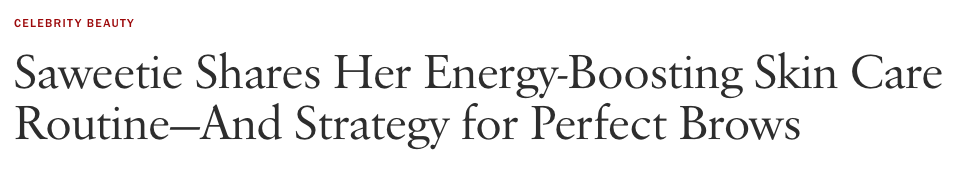 CELEBRITY BEAUTY
Saweetie Shares Her Energy-Boosting Skin Care
Routine—And Strategy for Perfect Brows